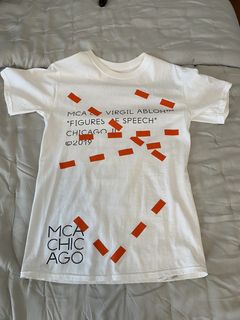 MCA VIRGIL ABLOH
"FIGURES OF SPEECH"
CHICAGO,
©2019
MCA
CHIC
AGO